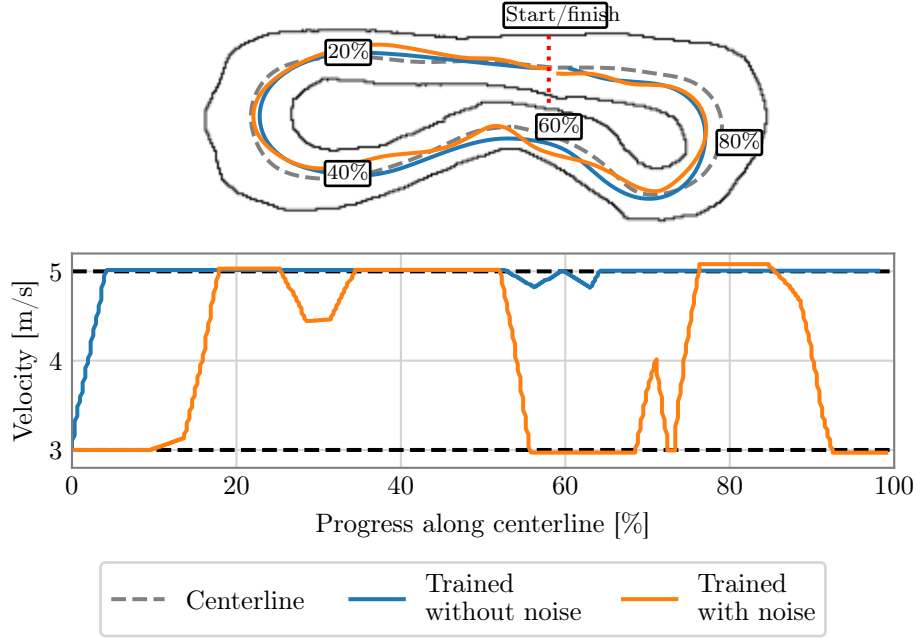 Start/finish
20%
60%
80%
40%
5
4
3
Velocity [m/s]
0 20 40 60 80 100
Progress along centerline [%]
Centerline
Trained
without noise
Trained
with noise